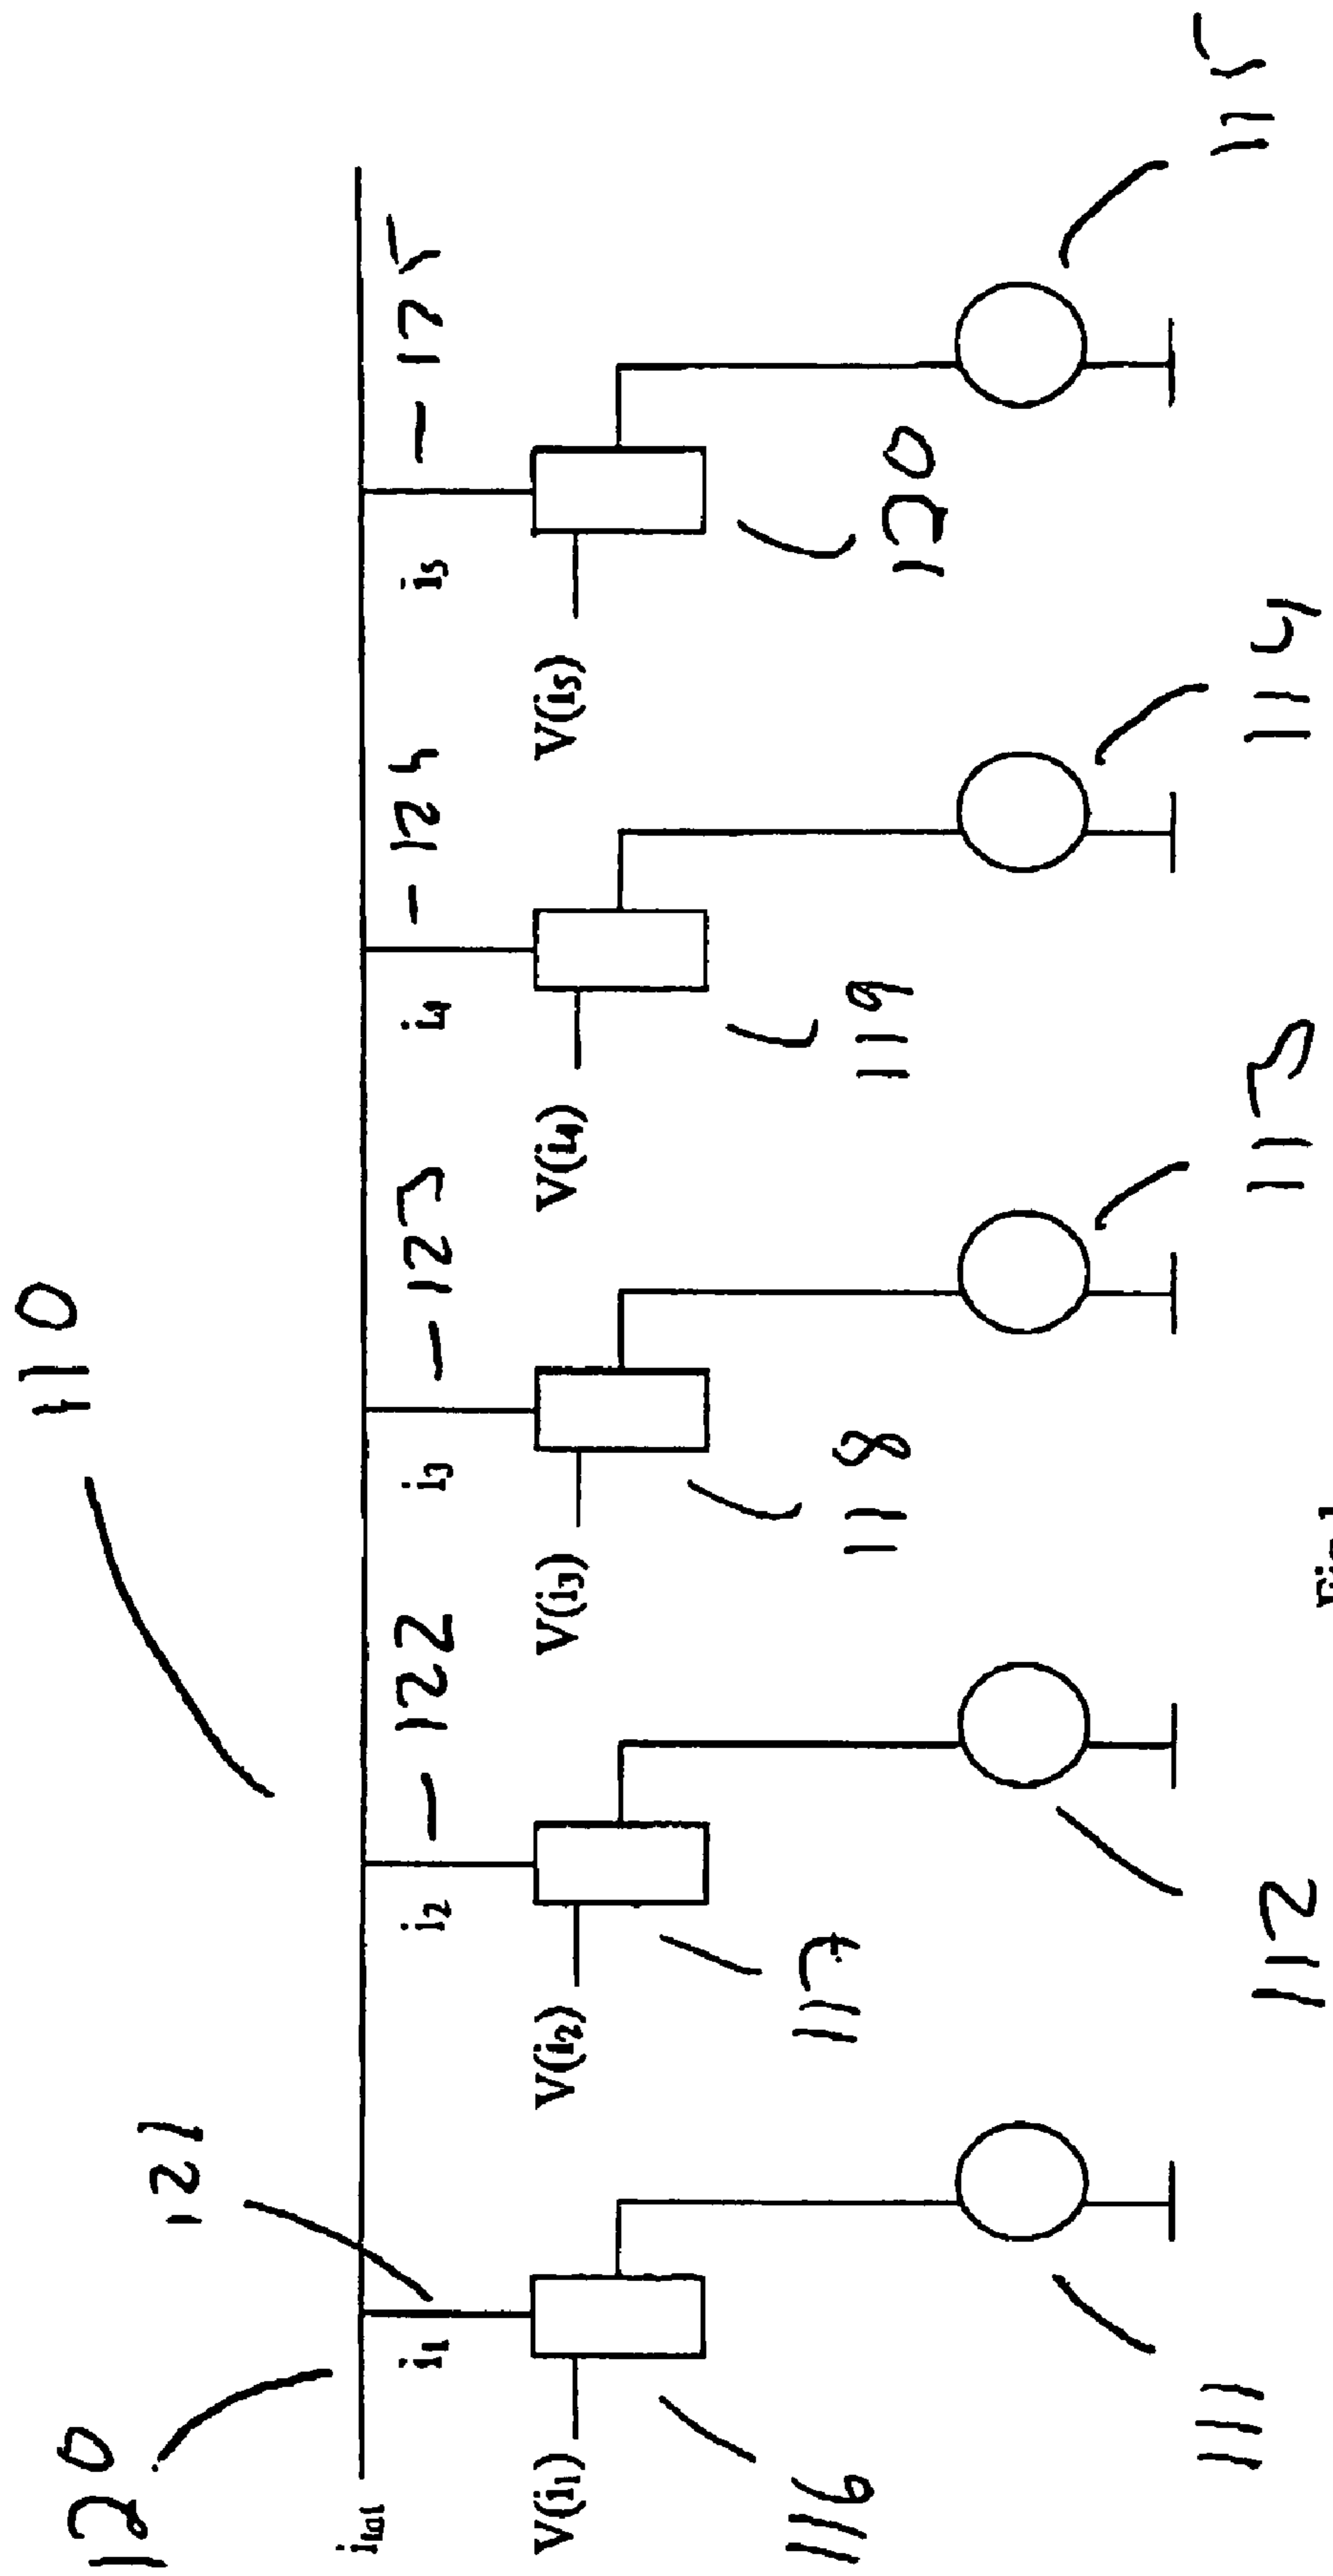 110
120
121
i_tot
i₁
i₂ – 122
i₃ – 123
i₄ – 124
i₅ – 125
V(i₁)
V(i₂)
V(i₃)
V(i₄)
V(i₅)
116
117
118
119
120
111
112
113
114
115